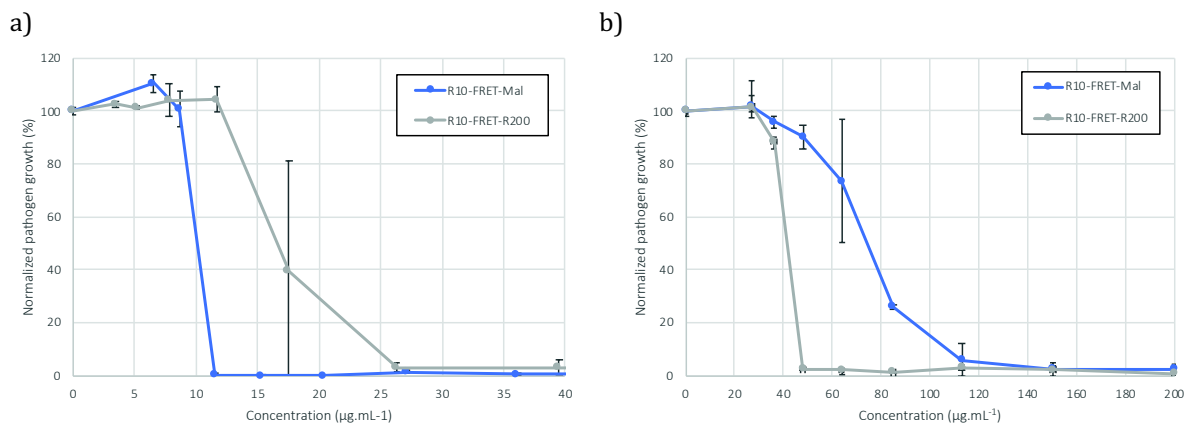 a)
Normalized pathogen growth (%)
120
100
80
60
40
20
0
R10-FRET-Mal
R10-FRET-R200
0 5 10 15 20 25 30 35 40
Concentration (µg.mL-1)
b)
Normalized pathogen growth (%)
120
100
80
60
40
20
0
R10-FRET-Mal
R10-FRET-R200
0 20 40 60 80 100 120 140 160 180 200
Concentration (µg.mL⁻¹)